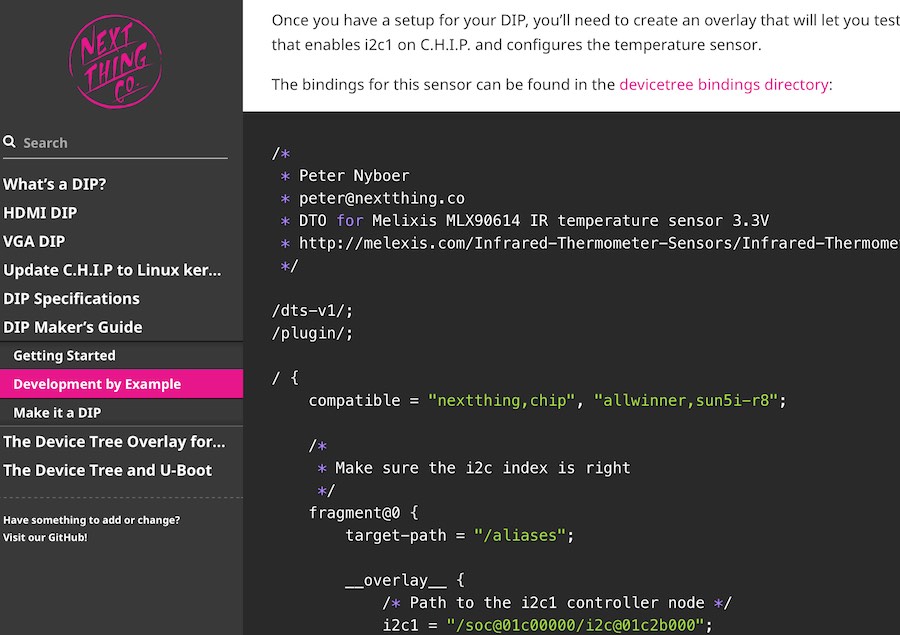 NEXT
THING
CO.
Search
What's a DIP?
HDMI DIP
VGA DIP
Update C.H.I.P to Linux ker...
DIP Specifications
DIP Maker's Guide
Getting Started
Development by Example
Make it a DIP
The Device Tree Overlay for...
The Device Tree and U-Boot
Have something to add or change?
Visit our GitHub!
Once you have a setup for your DIP, you'll need to create an overlay that will let you test
that enables i2c1 on C.H.I.P. and configures the temperature sensor.
The bindings for this sensor can be found in the devicetree bindings directory:
/*
 * Peter Nyboer
 * peter@nextthing.co
 * DTO for Melixis MLX90614 IR temperature sensor 3.3V
 * http://melexis.com/Infrared-Thermometer-Sensors/Infrared-Thermome
 */
/dts-v1/;
/plugin/;
/ {
    compatible = "nextthing,chip", "allwinner,sun5i-r8";
    /*
     * Make sure the i2c index is right
     */
    fragment@0 {
        target-path = "/aliases";
        __overlay__ {
            /* Path to the i2c1 controller node */
            i2c1 = "/soc@01c00000/i2c@01c2b000";